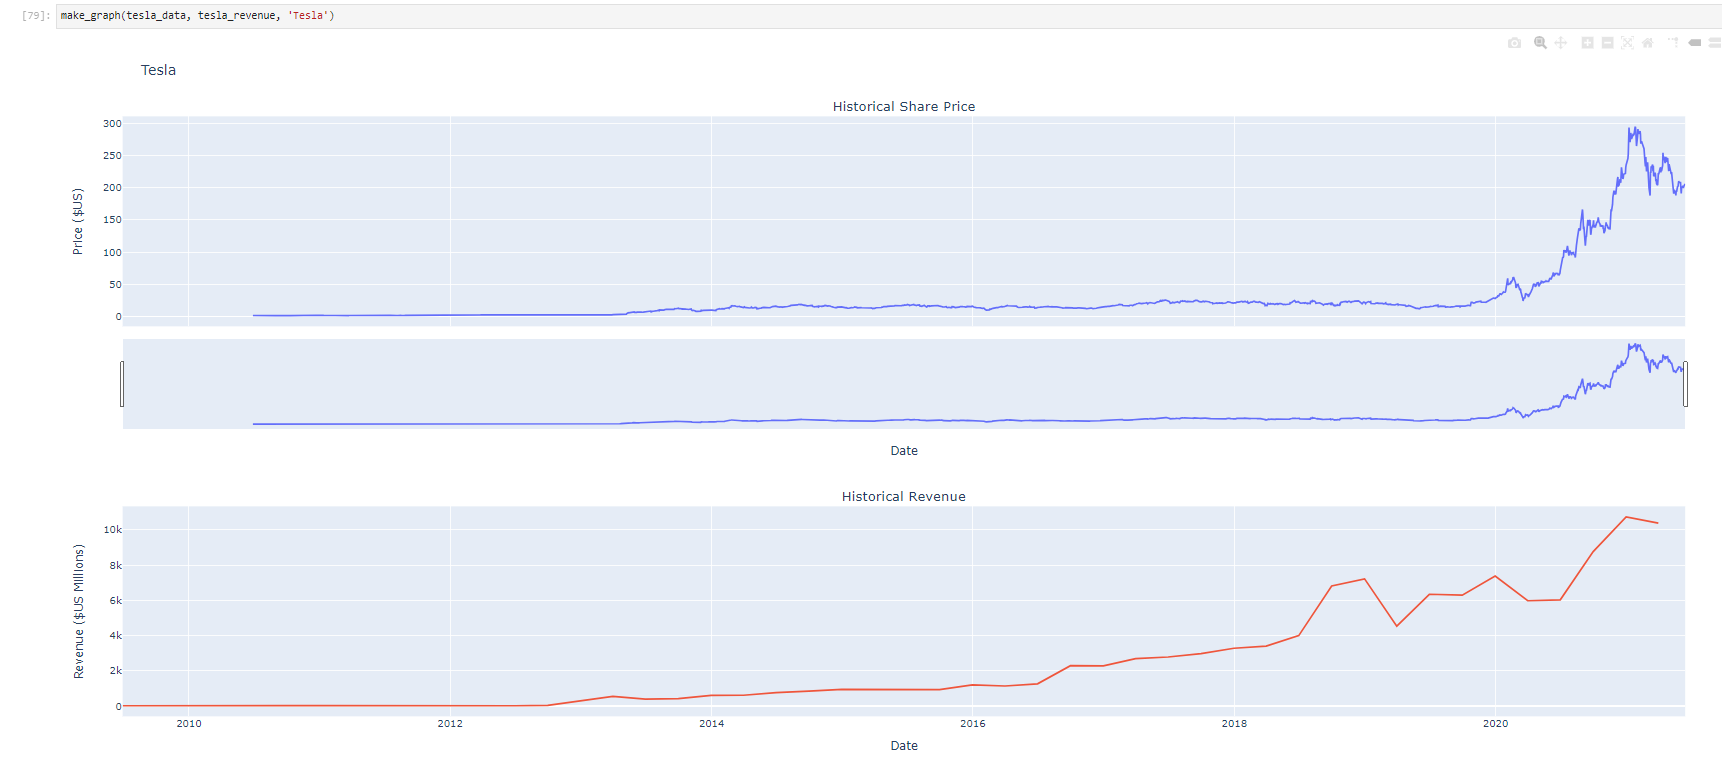 [79]: make_graph(tesla_data, tesla_revenue, 'Tesla')
Tesla
Historical Share Price
300
250
200
150
100
50
0
Price ($US)
Date
Historical Revenue
10k
8k
6k
4k
2k
0
Revenue ($US Millions)
2010 2012 2014 2016 2018 2020
Date